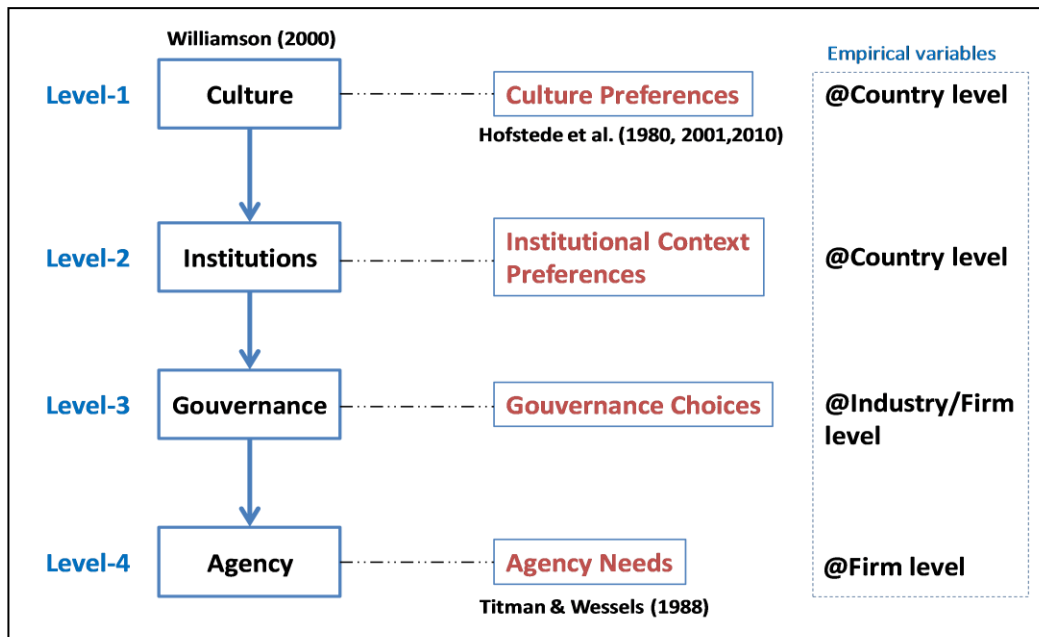 Williamson (2000)
Empirical variables
Level-1
Culture
Culture Preferences
@Country level
Hofstede et al. (1980, 2001,2010)
Level-2
Institutions
Institutional Context
Preferences
@Country level
Level-3
Gouvernance
Gouvernance Choices
@Industry/Firm
level
Level-4
Agency
Agency Needs
@Firm level
Titman & Wessels (1988)